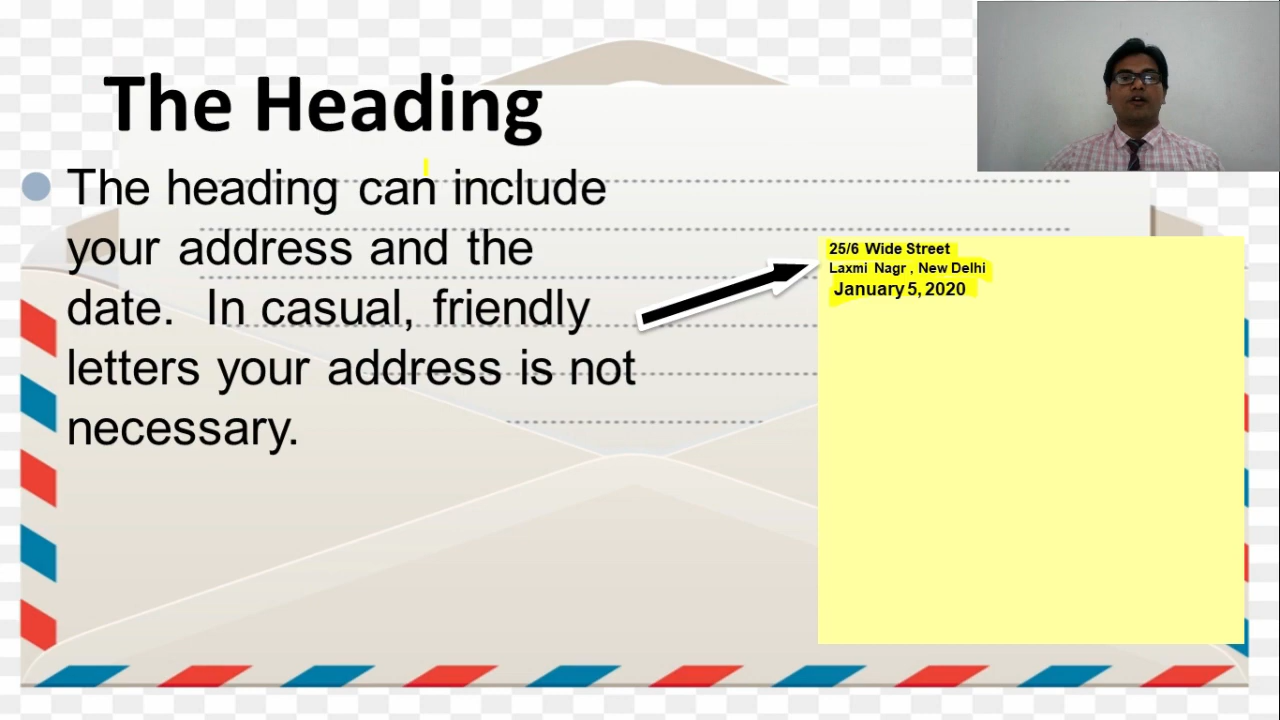 The Heading
The heading can include
your address and the
date. In casual, friendly
letters your address is not
necessary.
25/6 Wide Street
Laxmi Nagr , New Delhi
January 5, 2020